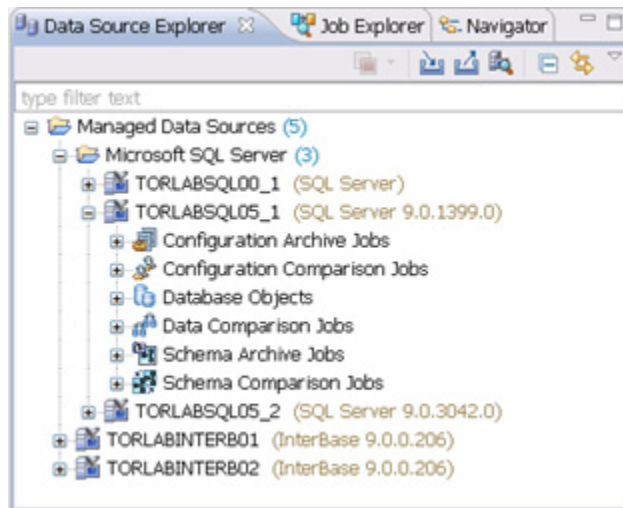 Data Source Explorer Job Explorer Navigator
type filter text
Managed Data Sources (5)
Microsoft SQL Server (3)
TORLABSQL00_1 (SQL Server)
TORLABSQL05_1 (SQL Server 9.0.1399.0)
Configuration Archive Jobs
Configuration Comparison Jobs
Database Objects
Data Comparison Jobs
Schema Archive Jobs
Schema Comparison Jobs
TORLABSQL05_2 (SQL Server 9.0.3042.0)
TORLABINTERB01 (InterBase 9.0.0.206)
TORLABINTERB02 (InterBase 9.0.0.206)